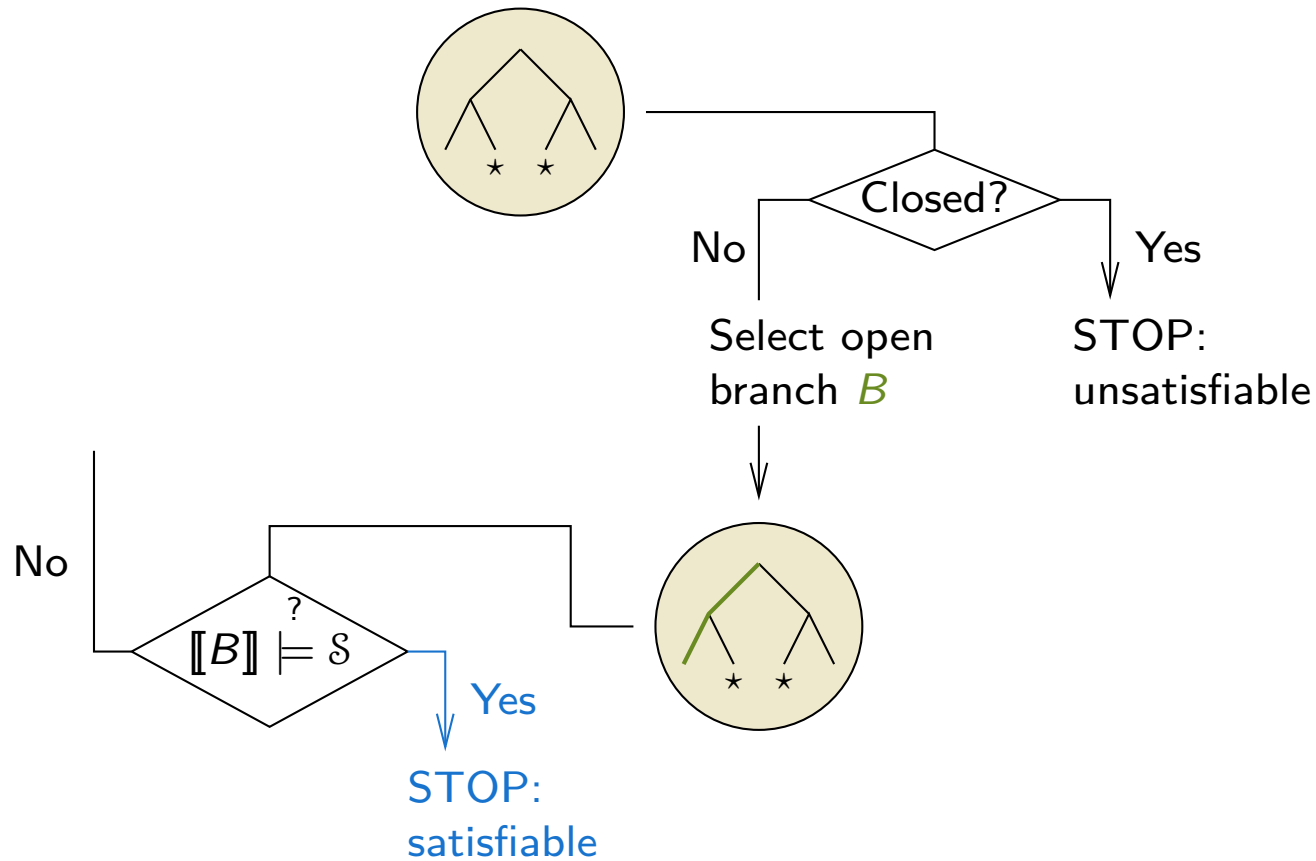 ⋆ ⋆
Closed?
No
Yes
Select open
branch B
STOP:
unsatisfiable
No
?
⟦B⟧ ⊨ S
⋆ ⋆
Yes
STOP:
satisfiable